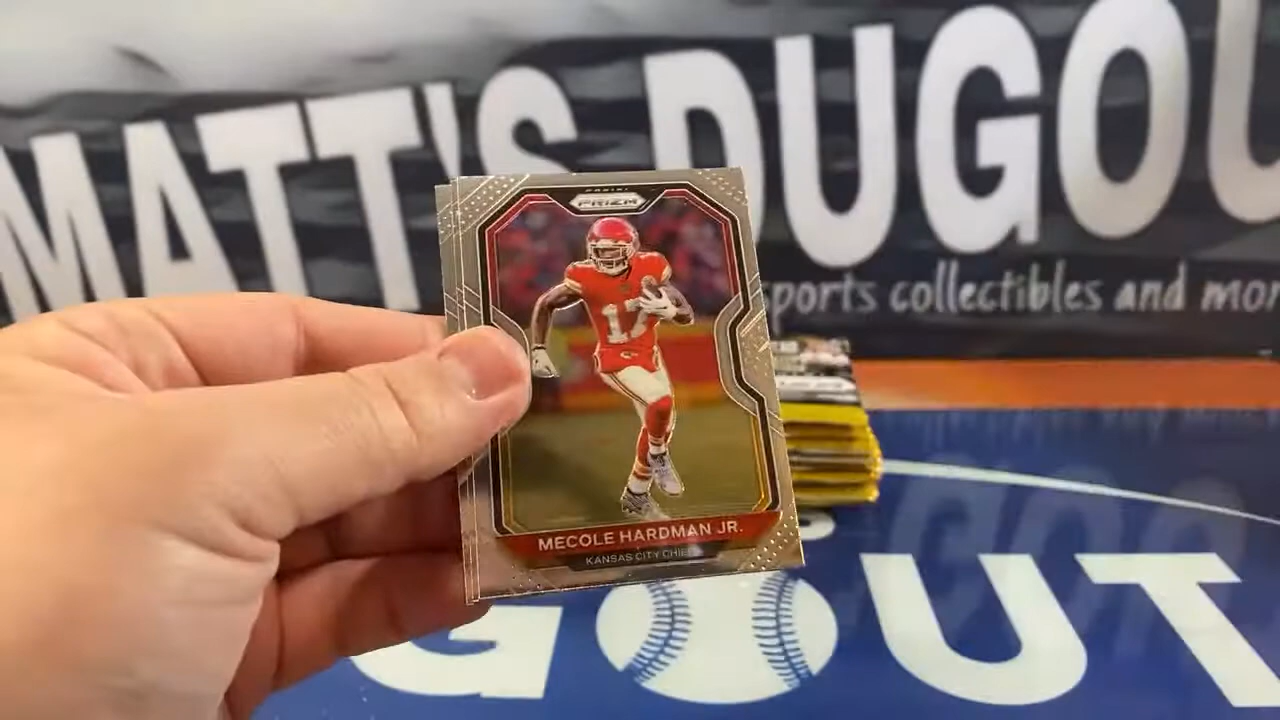 MATT'S DUGOU
sports collectibles and mor
PANINI
PRIZM
17
MECOLE HARDMAN JR.
KANSAS CITY CHIEFS
GOUT